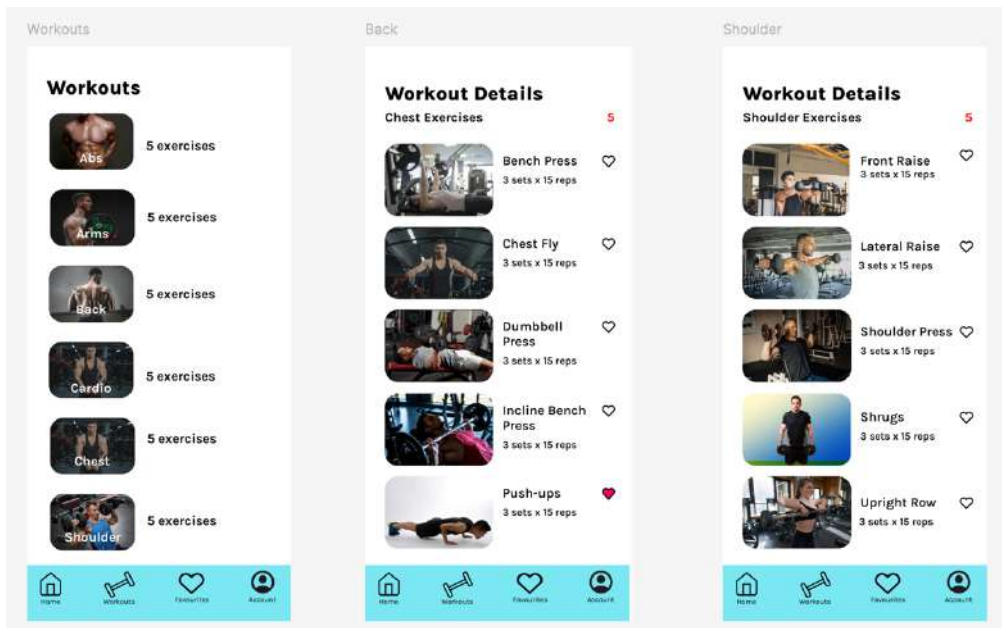 Workouts
Workouts
Abs
5 exercises
Arms
5 exercises
Back
5 exercises
Cardio
5 exercises
Chest
5 exercises
Shoulder
5 exercises
Home
Workouts
Favourites
Account
Back
Workout Details
Chest Exercises 5
Bench Press
3 sets x 15 reps
Chest Fly
3 sets x 15 reps
Dumbbell
Press
3 sets x 15 reps
Incline Bench
Press
3 sets x 15 reps
Push-ups
3 sets x 15 reps
Home
Workouts
Favourites
Account
Shoulder
Workout Details
Shoulder Exercises 5
Front Raise
3 sets x 15 reps
Lateral Raise
3 sets x 15 reps
Shoulder Press
3 sets x 15 reps
Shrugs
3 sets x 15 reps
Upright Row
3 sets x 15 reps
Home
Workouts
Favourites
Account